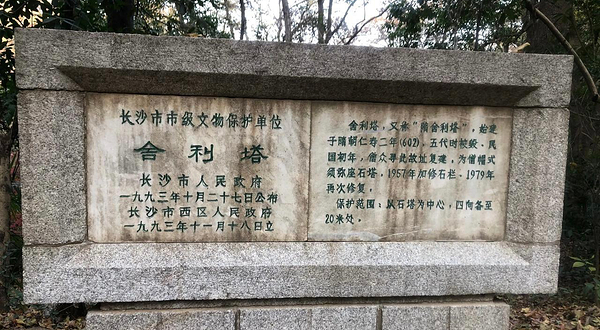 长沙市市级文物保护单位
舍利塔
长沙市人民政府
一九九三年十月二十七日公布
长沙市西区人民政府
一九九三年十一月十八日立
舍利塔，又称“隋舍利塔”，始建
于隋朝仁寿二年(602)，五代时被毁。民
国初年，僧众寻此故址复建，为僧帽式
须弥座石塔。1957年加修石栏。1979年
再次修复。
保护范围：从石塔为中心，四向各至
20米处。